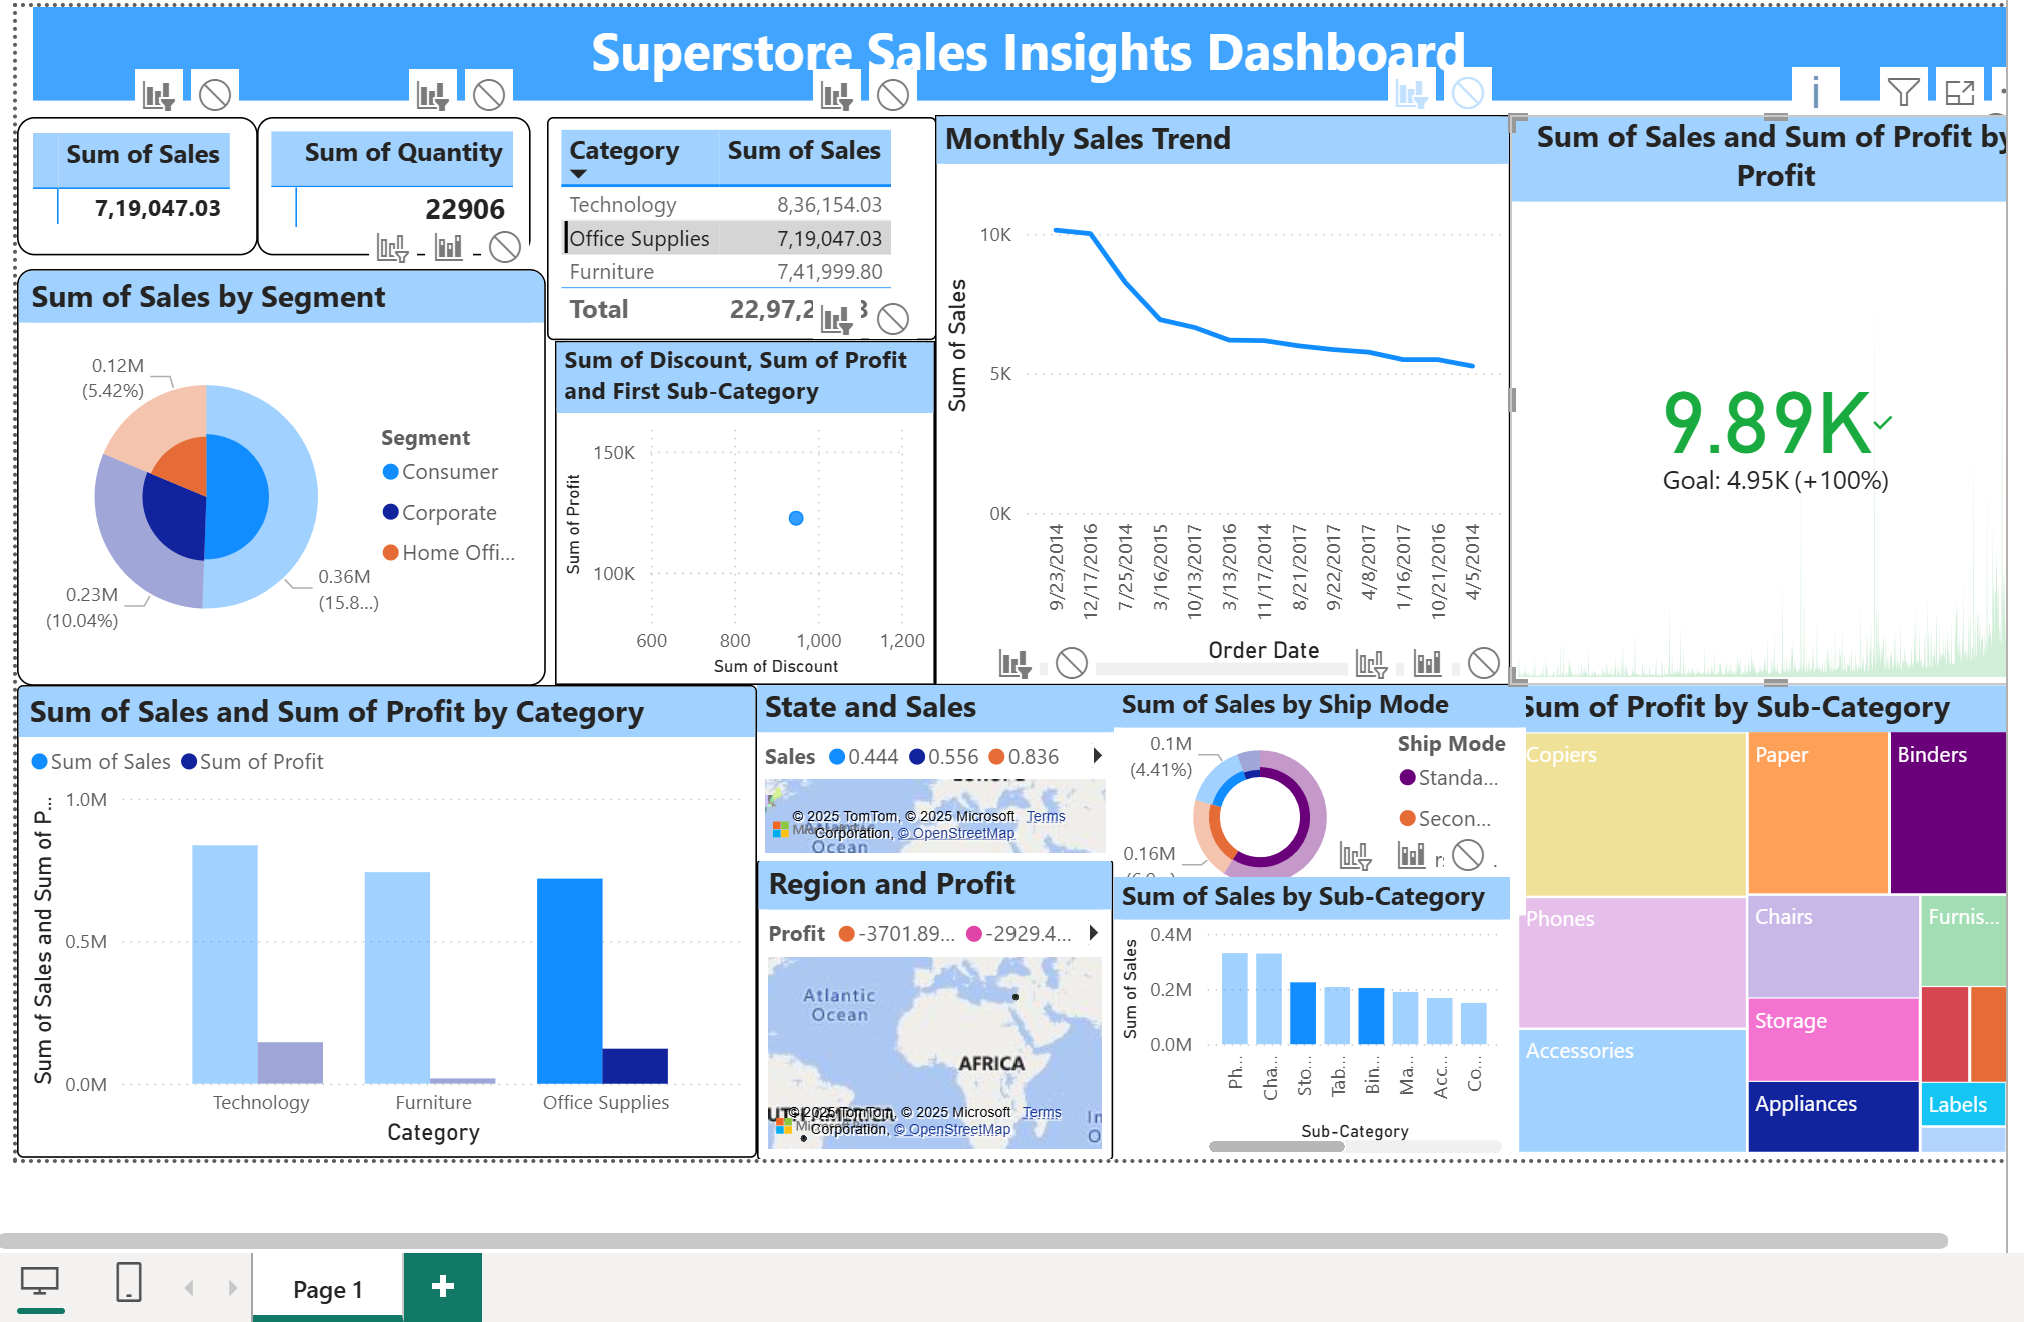 Superstore Sales Insights Dashboard
Sum of Sales
7,19,047.03
Sum of Quantity
22906
Category Sum of Sales
Technology 8,36,154.03
Office Supplies 7,19,047.03
Furniture 7,41,999.80
Total 22,97,2 3
Monthly Sales Trend
Sum of Sales
10K
5K
0K
9/23/2014
12/17/2016
7/25/2014
3/16/2015
10/13/2017
3/13/2016
11/17/2014
8/21/2017
9/22/2017
4/8/2017
1/16/2017
10/21/2016
4/5/2014
Order Date
Sum of Sales and Sum of Profit by
Profit
9.89K
Goal: 4.95K (+100%)
Sum of Sales by Segment
0.12M
(5.42%)
0.23M
(10.04%)
0.36M
(15.8...)
Segment
Consumer
Corporate
Home Offi...
Sum of Discount, Sum of Profit
and First Sub-Category
Sum of Profit
150K
100K
600 800 1,000 1,200
Sum of Discount
Sum of Sales and Sum of Profit by Category
Sum of Sales Sum of Profit
Sum of Sales and Sum of P...
1.0M
0.5M
0.0M
Technology Furniture Office Supplies
Category
State and Sales
Sales 0.444 0.556 0.836
© 2025 TomTom, © 2025 Microsoft Terms
Corporation, © OpenStreetMap
Ocean
Region and Profit
Profit -3701.89... -2929.4...
Atlantic
Ocean
AFRICA
© 2025 TomTom, © 2025 Microsoft Terms
Corporation, © OpenStreetMap
Sum of Sales by Ship Mode
0.1M
(4.41%)
0.16M
Ship Mode
Standa...
Secon...
Sum of Sales by Sub-Category
Sum of Sales
0.4M
0.2M
0.0M
Ph...
Cha...
Sto...
Tab...
Bin...
Ma...
Acc...
Co...
Sub-Category
Sum of Profit by Sub-Category
Copiers
Phones
Accessories
Paper
Binders
Chairs
Furnis...
Storage
Appliances
Labels
Page 1